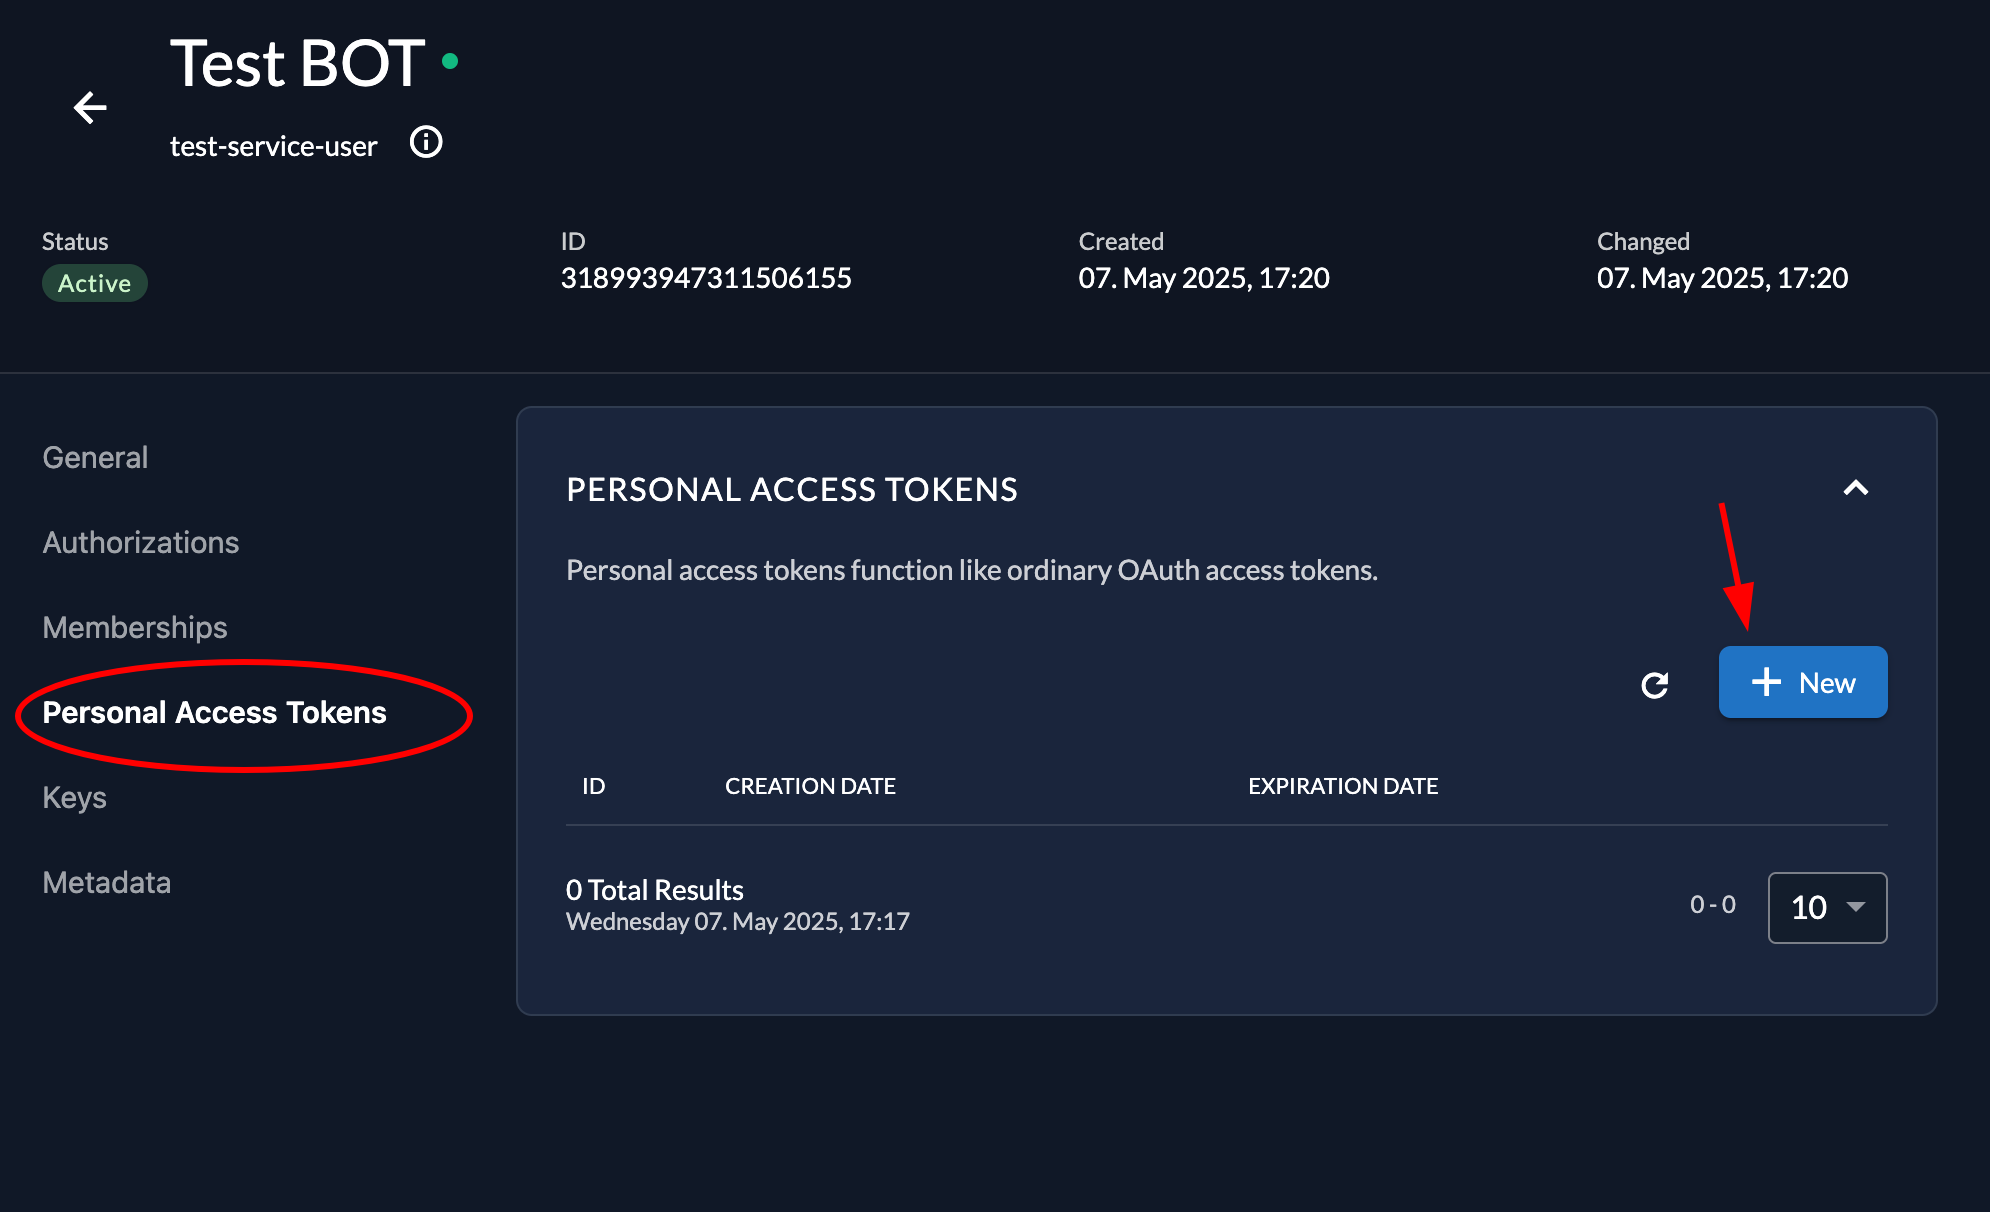 Test BOT
test-service-user
Status
Active
ID
318993947311506155
Created
07. May 2025, 17:20
Changed
07. May 2025, 17:20
General
Authorizations
Memberships
Personal Access Tokens
Keys
Metadata
PERSONAL ACCESS TOKENS
Personal access tokens function like ordinary OAuth access tokens.
New
ID CREATION DATE EXPIRATION DATE
0 Total Results
Wednesday 07. May 2025, 17:17
0 - 0
10